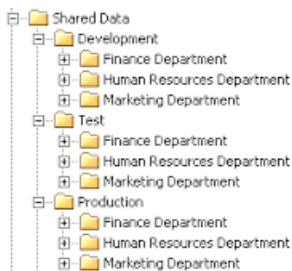 Shared Data
Development
Finance Department
Human Resources Department
Marketing Department
Test
Finance Department
Human Resources Department
Marketing Department
Production
Finance Department
Human Resources Department
Marketing Department